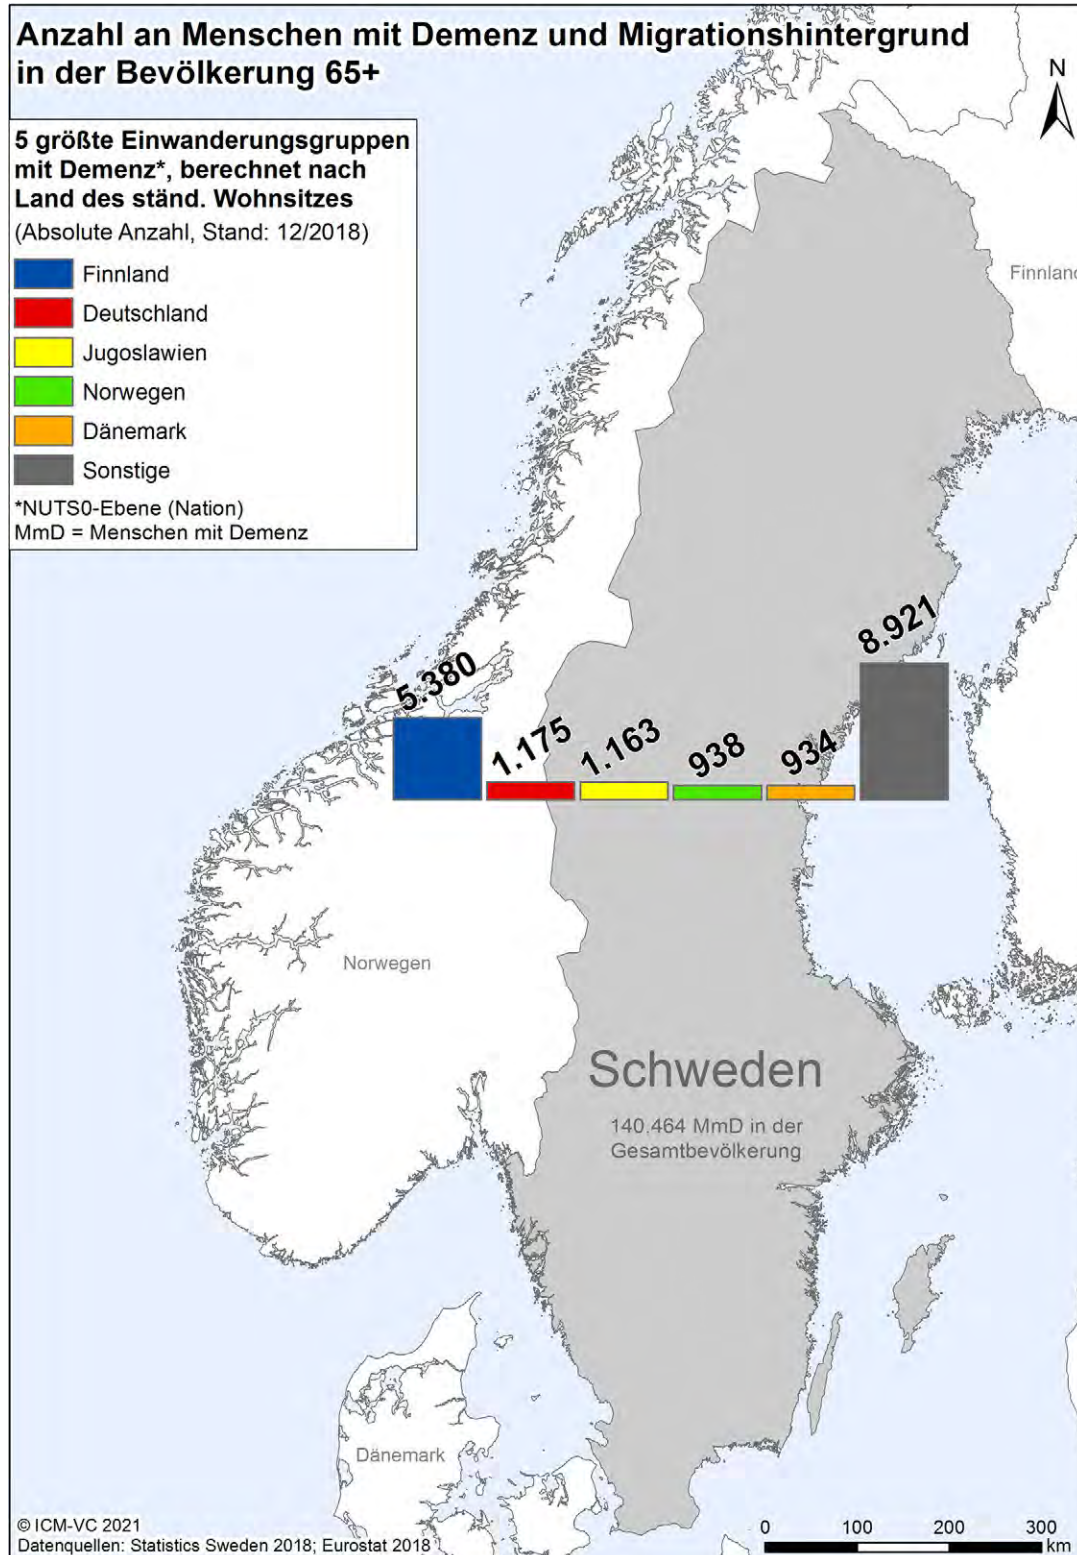 Anzahl an Menschen mit Demenz und Migrationshintergrund
in der Bevölkerung 65+
N
5 größte Einwanderungsgruppen
mit Demenz*, berechnet nach
Land des ständ. Wohnsitzes
(Absolute Anzahl, Stand: 12/2018)
Finnland
Deutschland
Jugoslawien
Norwegen
Dänemark
Sonstige
*NUTS0-Ebene (Nation)
MmD = Menschen mit Demenz
Finnland
5.380
1.175
1.163
938
934
8.921
Norwegen
Schweden
140.464 MmD in der
Gesamtbevölkerung
Dänemark
© ICM-VC 2021
Datenquellen: Statistics Sweden 2018; Eurostat 2018
0 100 200 300
km